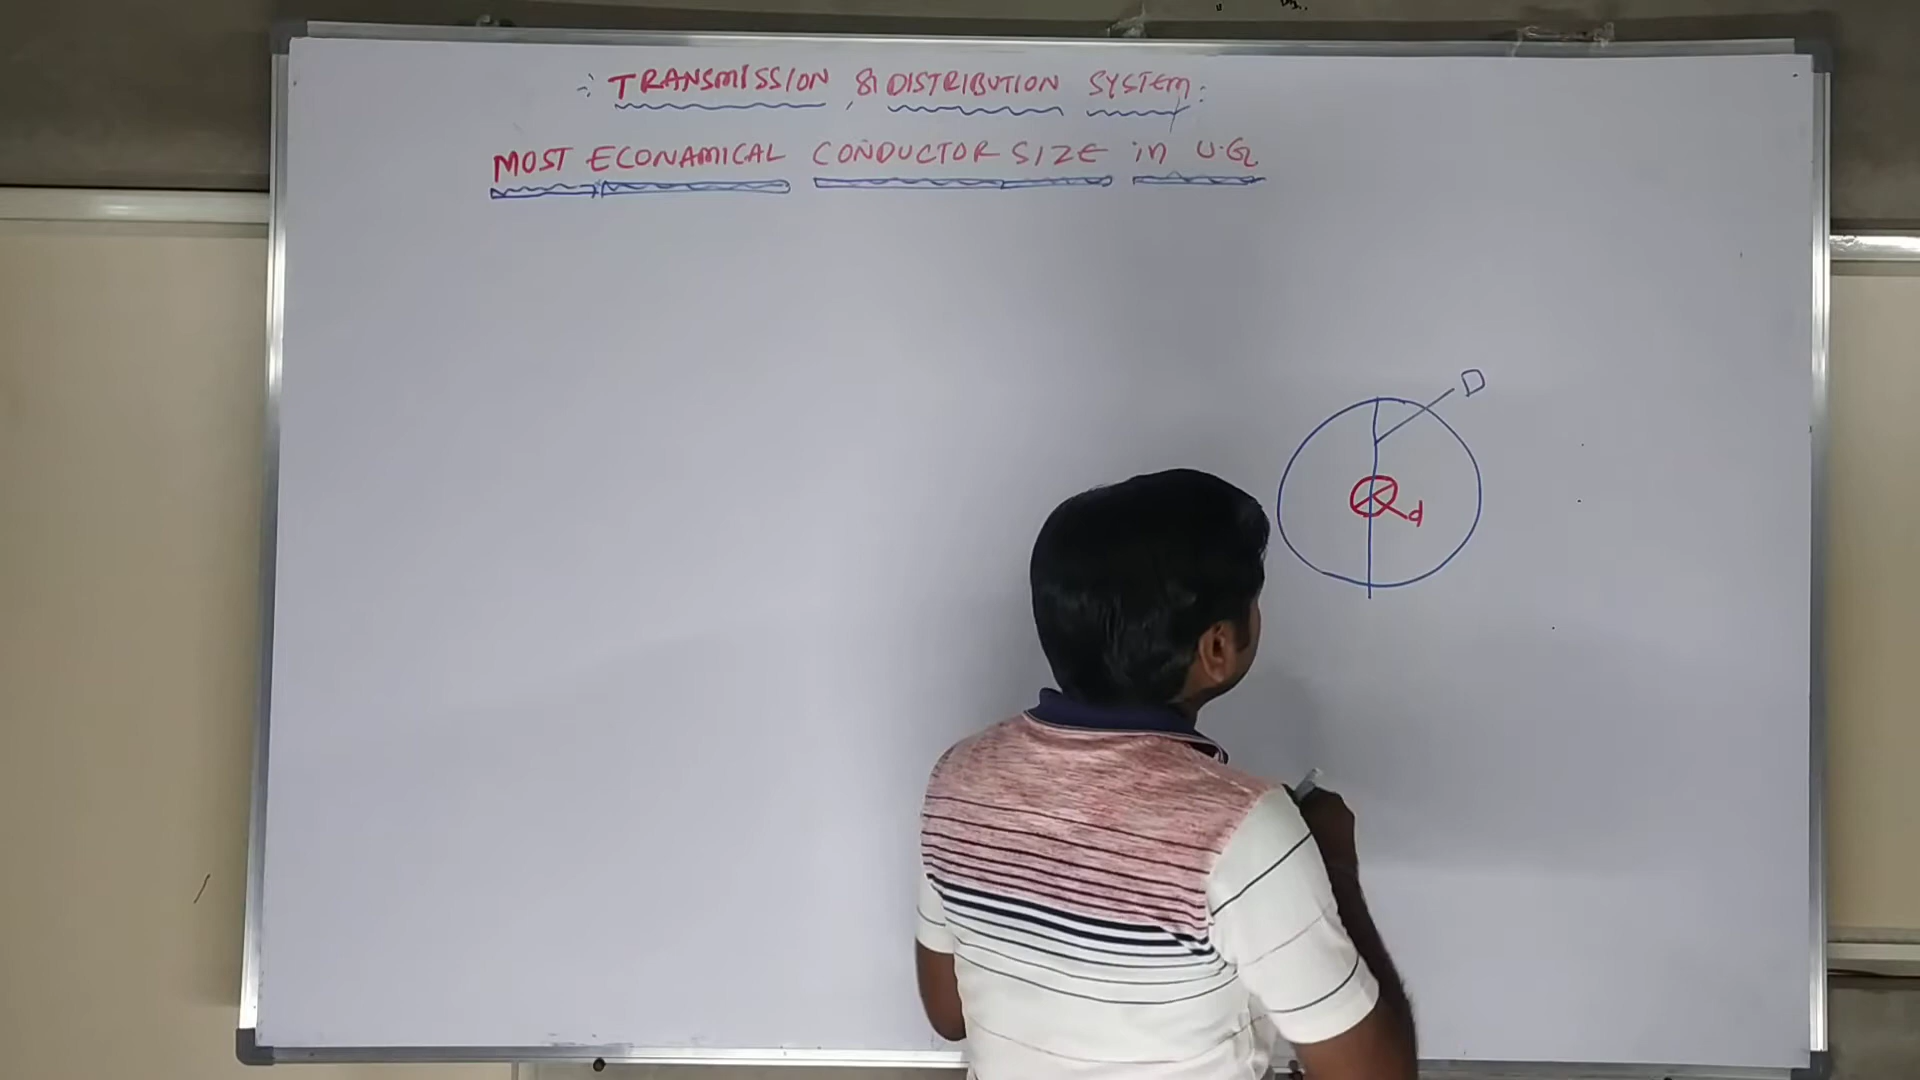 :- TRANSMISSION & DISTRIBUTION SYSTEM:
MOST ECONAMICAL CONDUCTOR SIZE in U.G
D
d